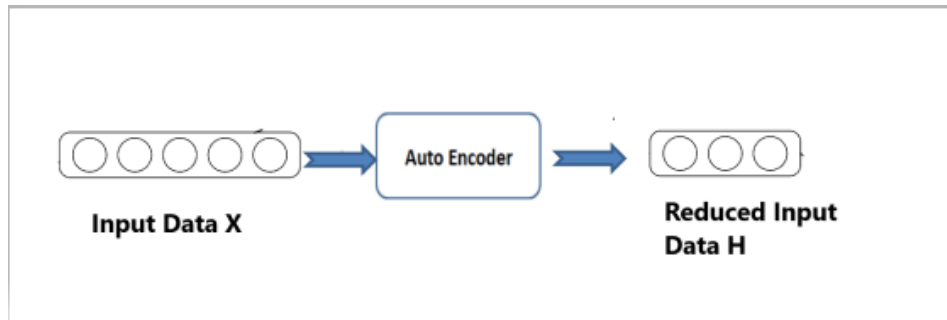 Auto Encoder
Input Data X
Reduced Input
Data H